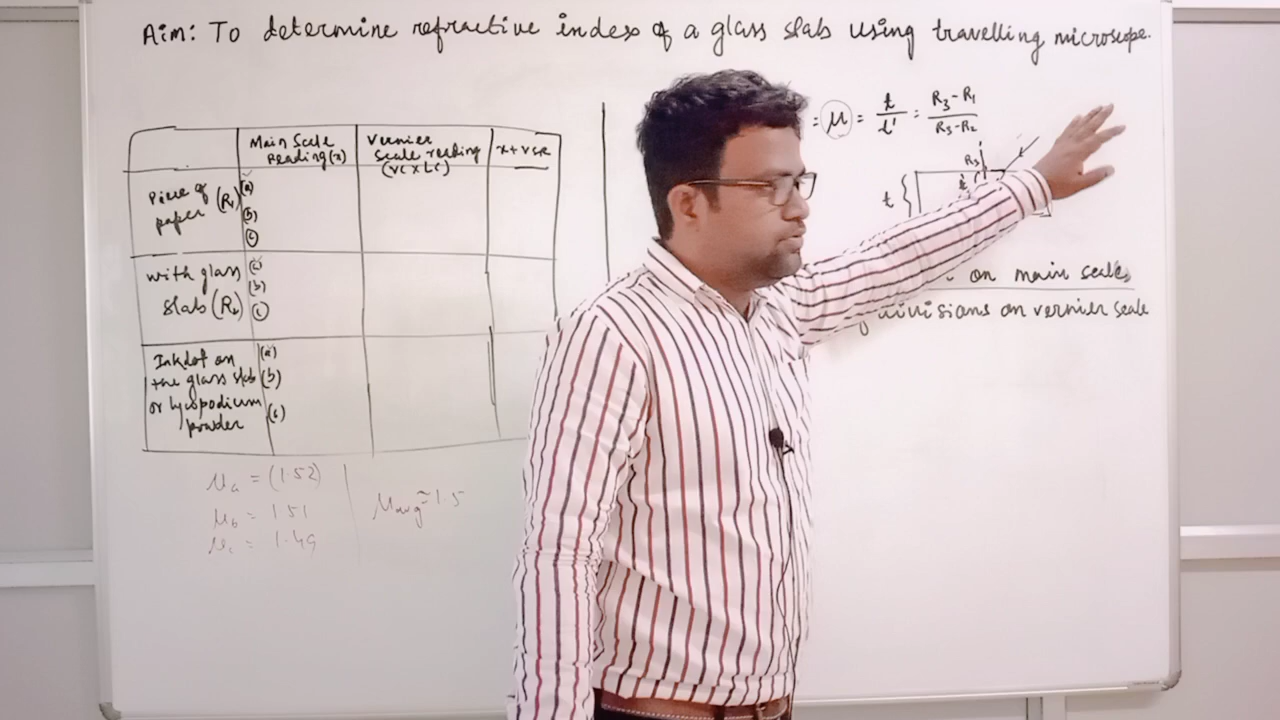 Aim: To determine refractive index of a glass slab using travelling microscope.
Main Scale Reading (x)
Vernier Scale reading (VC x LC)
x + VSR
Piece of paper (R1)
(a)
(b)
(c)
with glass slab (R2)
(a)
(b)
(c)
Inkdot on the glass slab or lycopodium powder
(a)
(b)
(c)
μa = (1.52)
μb = 1.51
μc = 1.49
μavg ≈ 1.5
= μ = t/t' = R3-R1/R3-R2
R3
t
on main scale
divisions on vernier scale